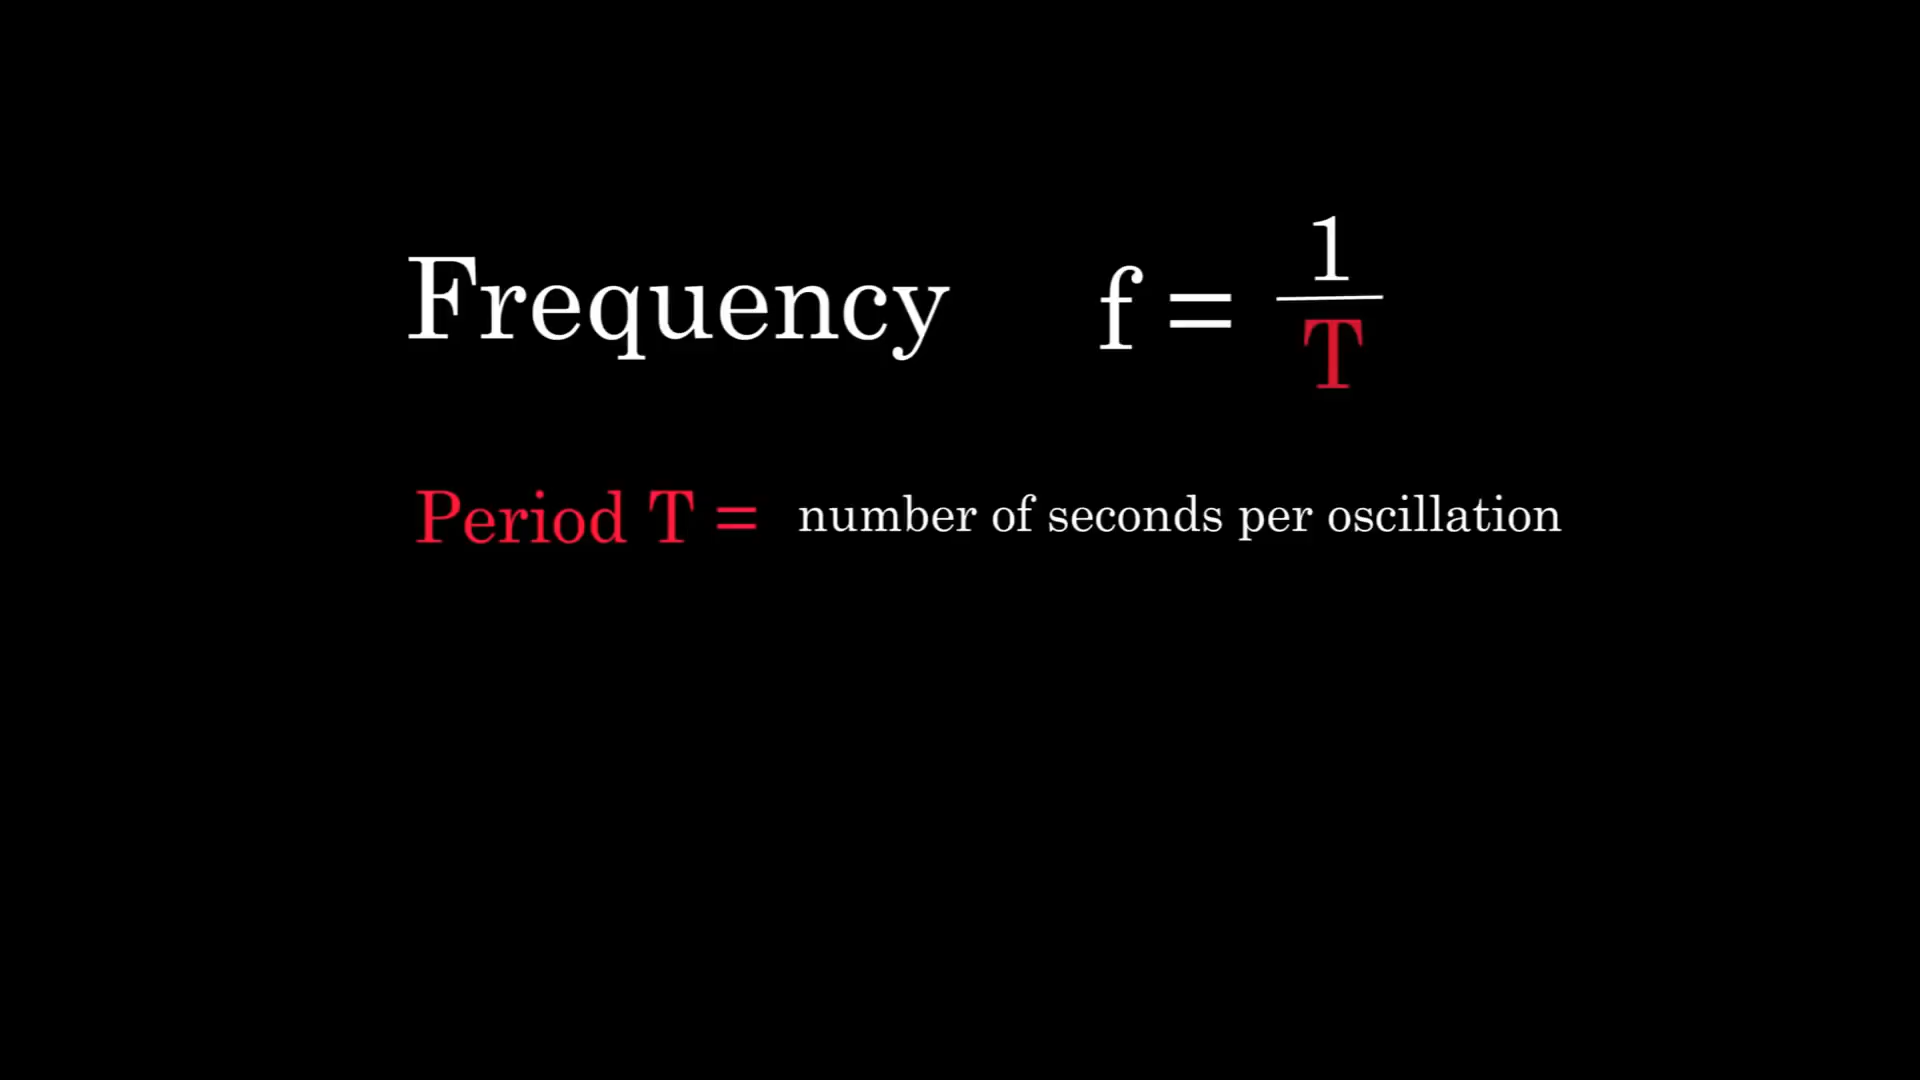 Frequency f = 1/T
Period T = number of seconds per oscillation